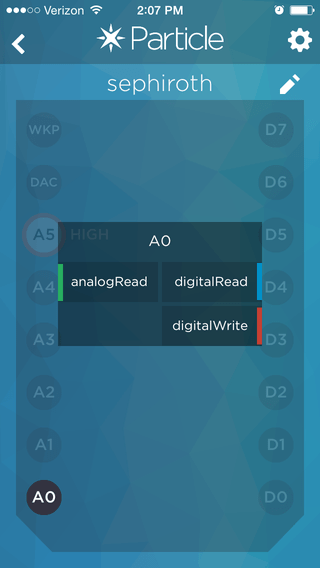 Verizon 2:07 PM
Particle
sephiroth
WKP D7
DAC D6
A5 HIGH D5
A0
analogRead digitalRead
A4 D4
digitalWrite
A3 D3
A2 D2
A1 D1
A0 D0